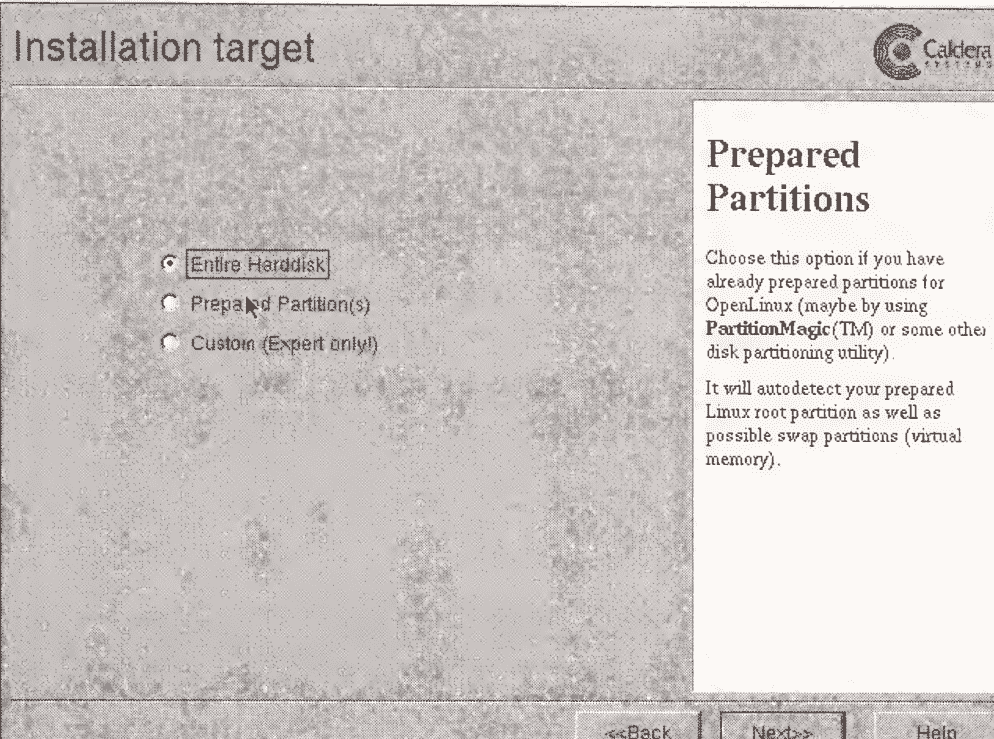 Installation target
Caldera
SYSTEMS
Entire Harddisk
Prepared Partition(s)
Custom (Expert only!)
Prepared
Partitions
Choose this option if you have
already prepared partitions for
OpenLinux (maybe by using
PartitionMagic(TM) or some other
disk partitioning utility).
It will autodetect your prepared
Linux root partition as well as
possible swap partitions (virtual
memory).
<<Back
Next>>
Help